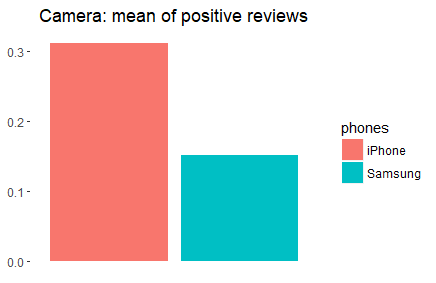 Camera: mean of positive reviews
0.3
0.2
0.1
0.0
phones
iPhone
Samsung